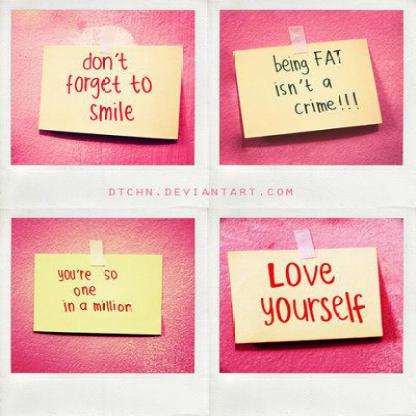 don't
forget to
smile
being FAT
isn't a
crime!!!
DTCHN.DEVIANTART.COM
you're so
one
in a million
LOVE
yourself